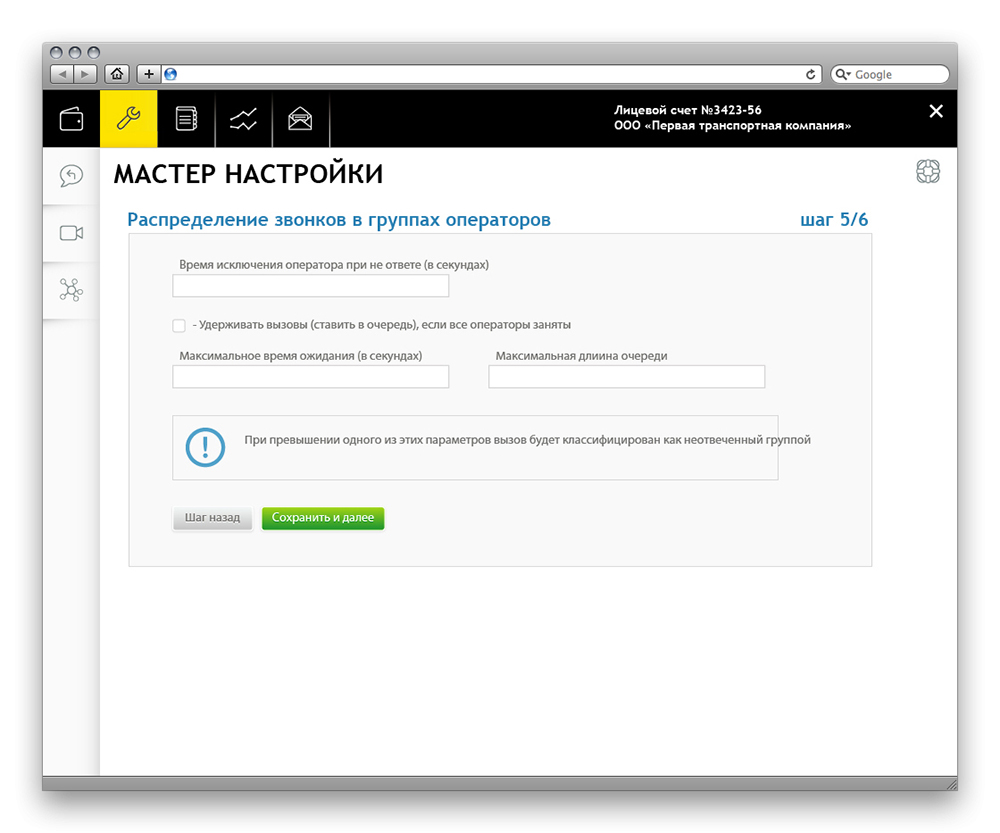 Google
Лицевой счет №3423-56
ООО «Первая транспортная компания»
МАСТЕР НАСТРОЙКИ
Распределение звонков в группах операторов
шаг 5/6
Время исключения оператора при не ответе (в секундах)
- Удерживать вызовы (ставить в очередь), если все операторы заняты
Максимальное время ожидания (в секундах)
Максимальная длиина очереди
При превышении одного из этих параметров вызов будет классифицирован как неотвеченный группой
Шаг назад
Сохранить и далее